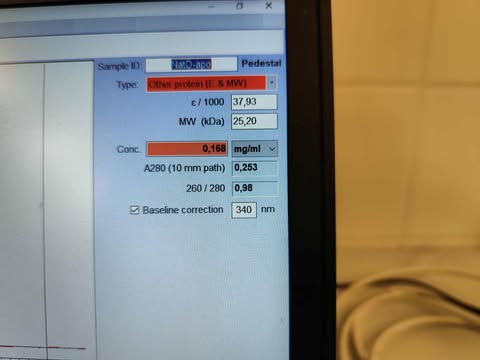 Sample ID: NatD-apo Pedestal
Type: Other protein (E & MW)
ε / 1000 37,93
MW (kDa) 25,20
Conc. 0,168 mg/ml
A280 (10 mm path) 0,253
260 / 280 0,98
Baseline correction 340 nm